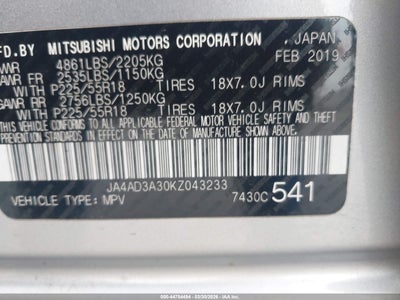 MFD.BY MITSUBISHI MOTORS CORPORATION , JAPAN
GVWR 4861LBS/2205KG FEB 2019
GAWR FR 2535LBS/1150KG
WITH P225/55R18 TIRES 18X7.0J RIMS
GAWR RR 2756LBS/1250KG
WITH P225/55R18 TIRES 18X7.0J RIMS
THIS VEHICLE CONFORMS TO ALL APPLICABLE FEDERAL MOTOR VEHICLE
SAFETY, BUMPER, AND THEFT PREVENTION STANDARDS IN EFFECT ON
THE DATE OF MANUFACTURE SHOWN ABOVE.
JA4AD3A30KZ043233
VEHICLE TYPE: MPV 7430C 541